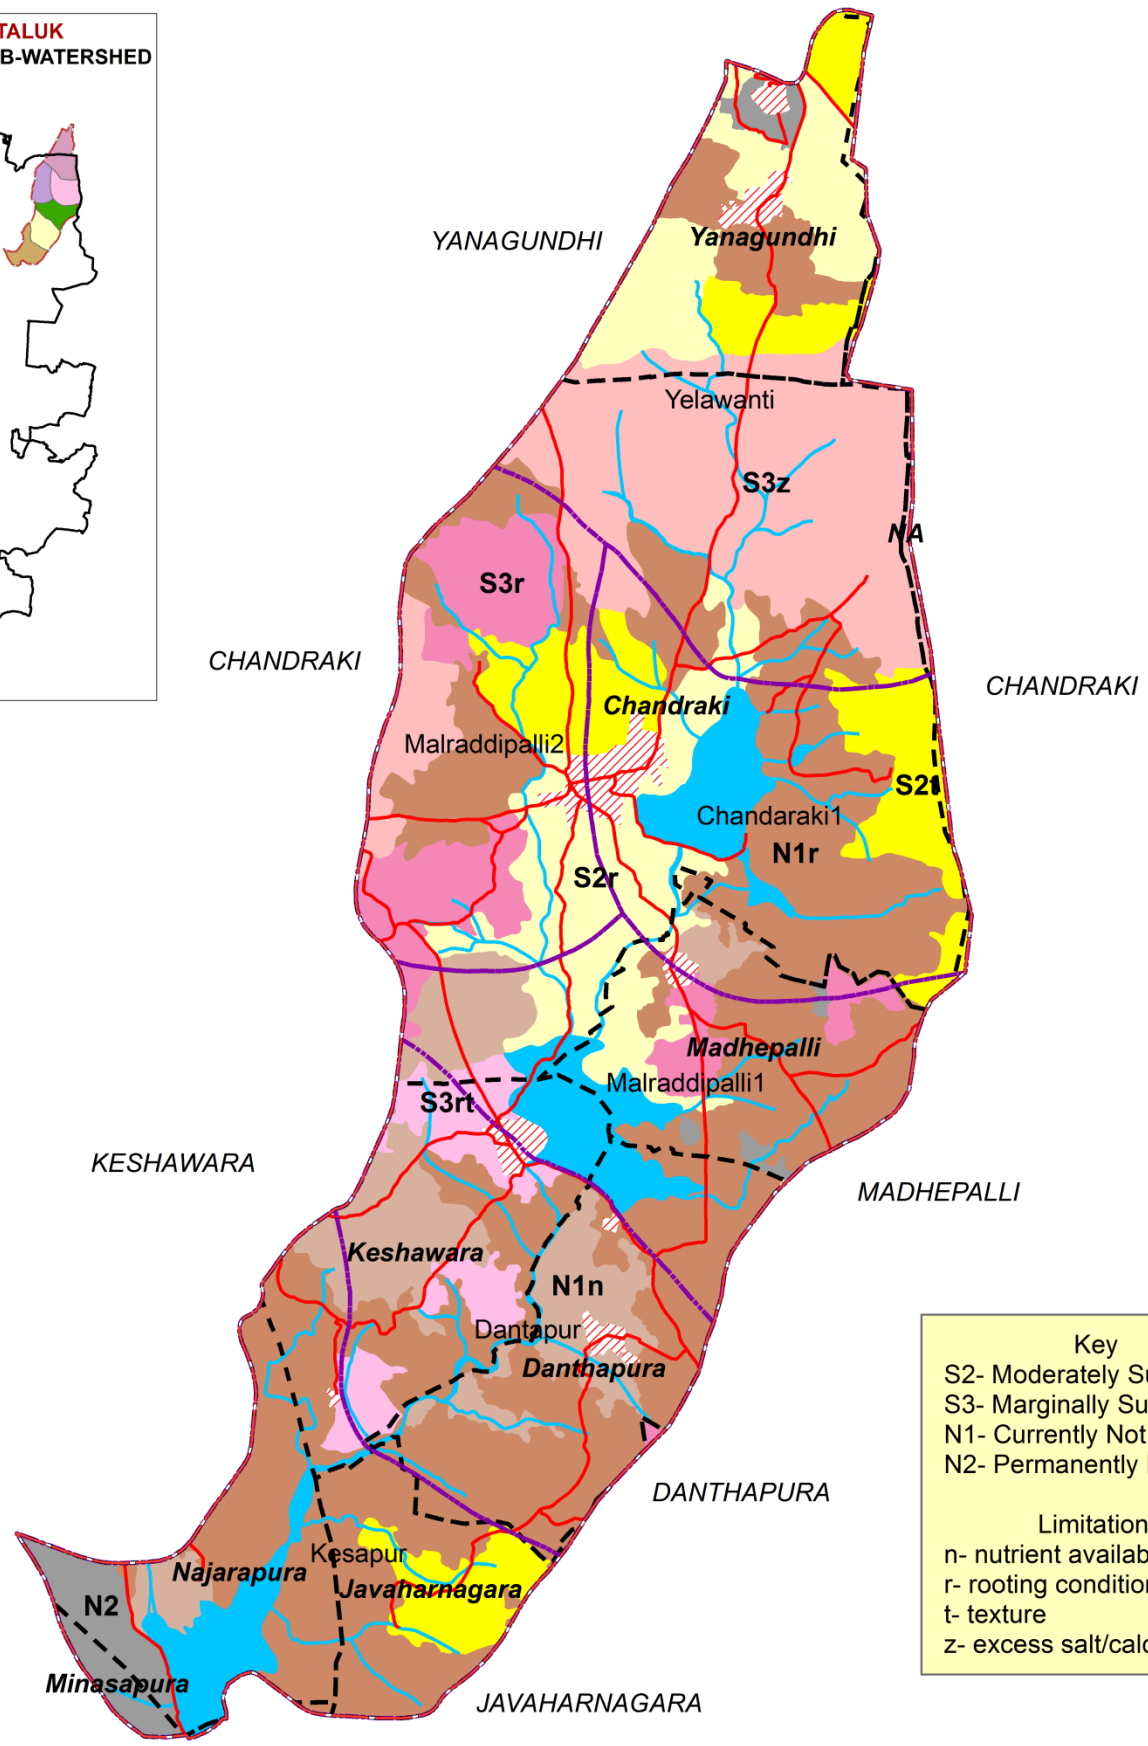 TALUK
B-WATERSHED
YANAGUNDHI
Yanagundhi
Yelawanti
S3z
NA
S3r
CHANDRAKI
CHANDRAKI
Chandraki
Malraddipalli2
S2t
Chandaraki1
N1r
S2r
Madhepalli
Malraddipalli1
S3rt
KESHAWARA
MADHEPALLI
Keshawara
N1n
Dantapur
Danthapura
DANTHAPURA
Kesapur
Najarapura
Javaharnagara
N2
Minasapura
JAVAHARNAGARA
Key
S2- Moderately Su
S3- Marginally Su
N1- Currently Not
N2- Permanently
Limitation
n- nutrient availab
r- rooting condition
t- texture
z- excess salt/calc